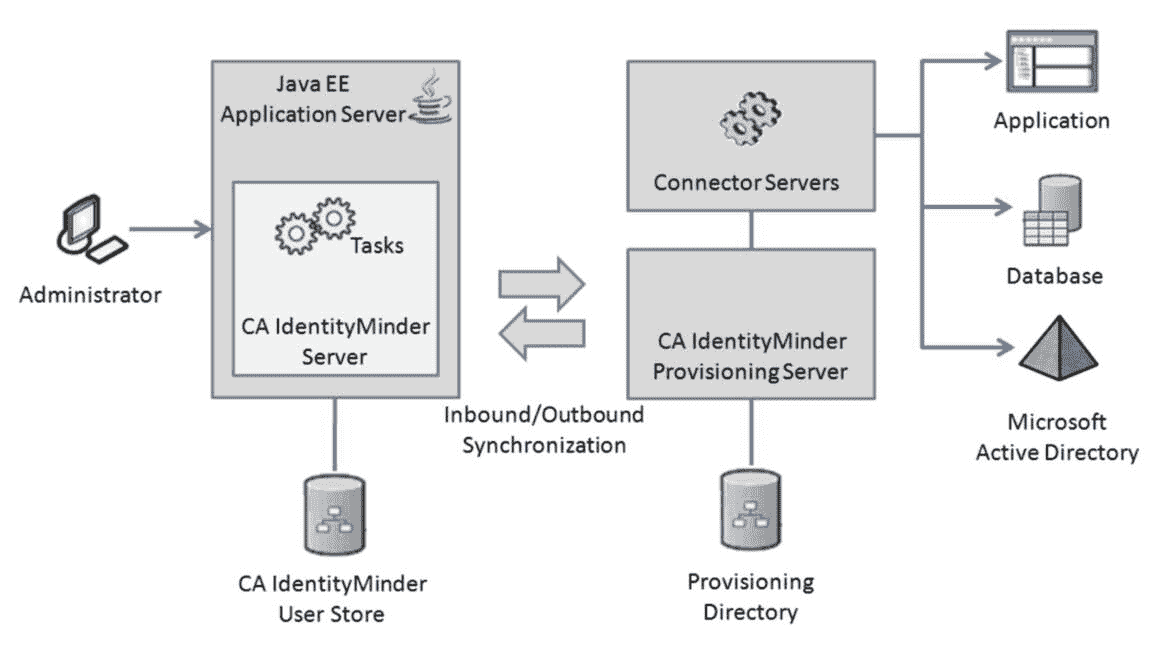 Java EE
Application Server
Tasks
CA IdentityMinder
Server
Administrator
Inbound/Outbound
Synchronization
CA IdentityMinder
User Store
Connector Servers
CA IdentityMinder
Provisioning Server
Provisioning
Directory
Application
Database
Microsoft
Active Directory